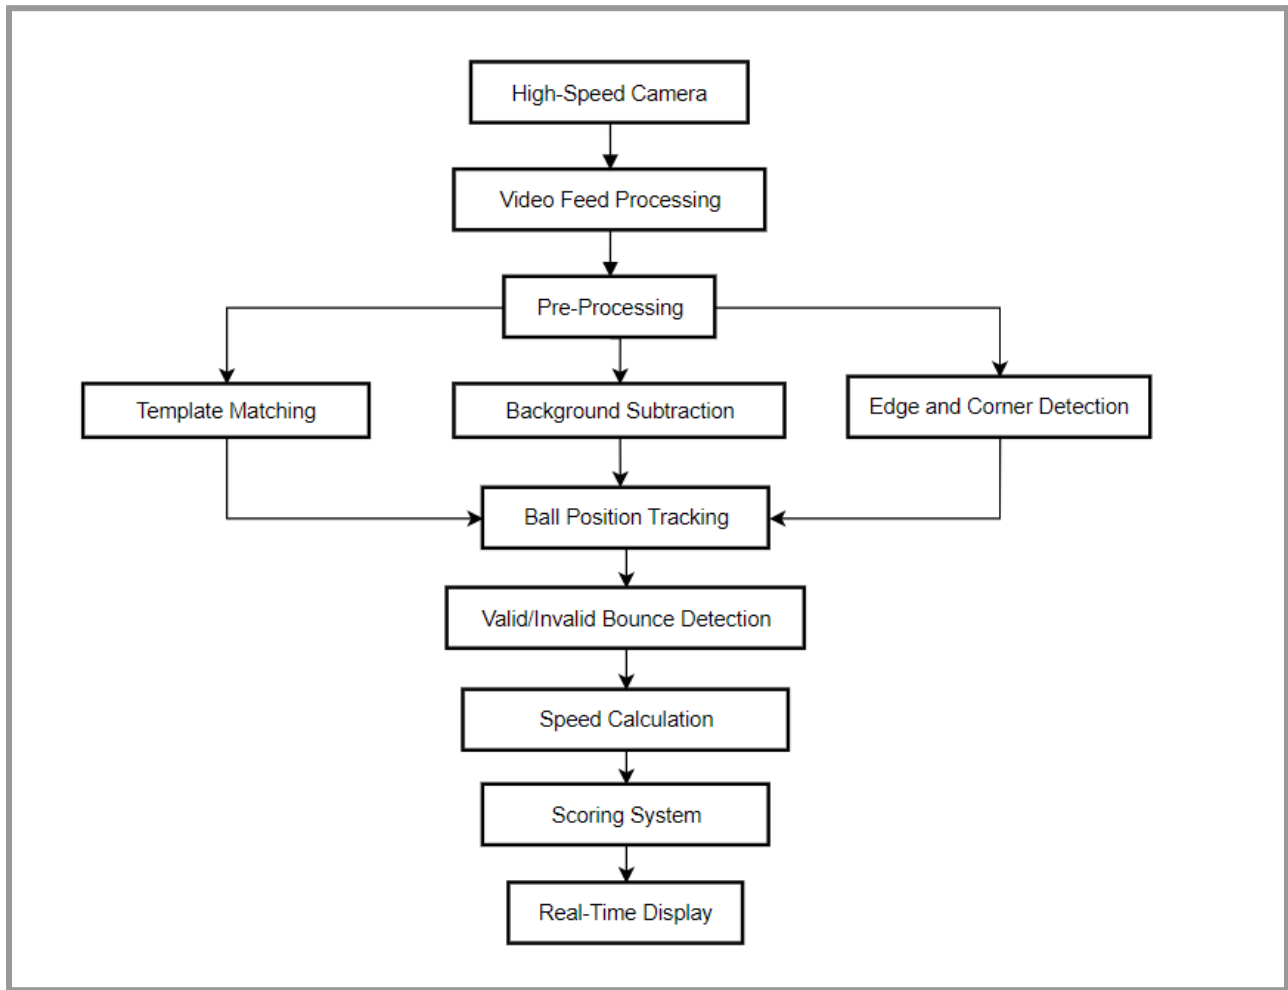 High-Speed Camera
Video Feed Processing
Pre-Processing
Template Matching
Background Subtraction
Edge and Corner Detection
Ball Position Tracking
Valid/Invalid Bounce Detection
Speed Calculation
Scoring System
Real-Time Display